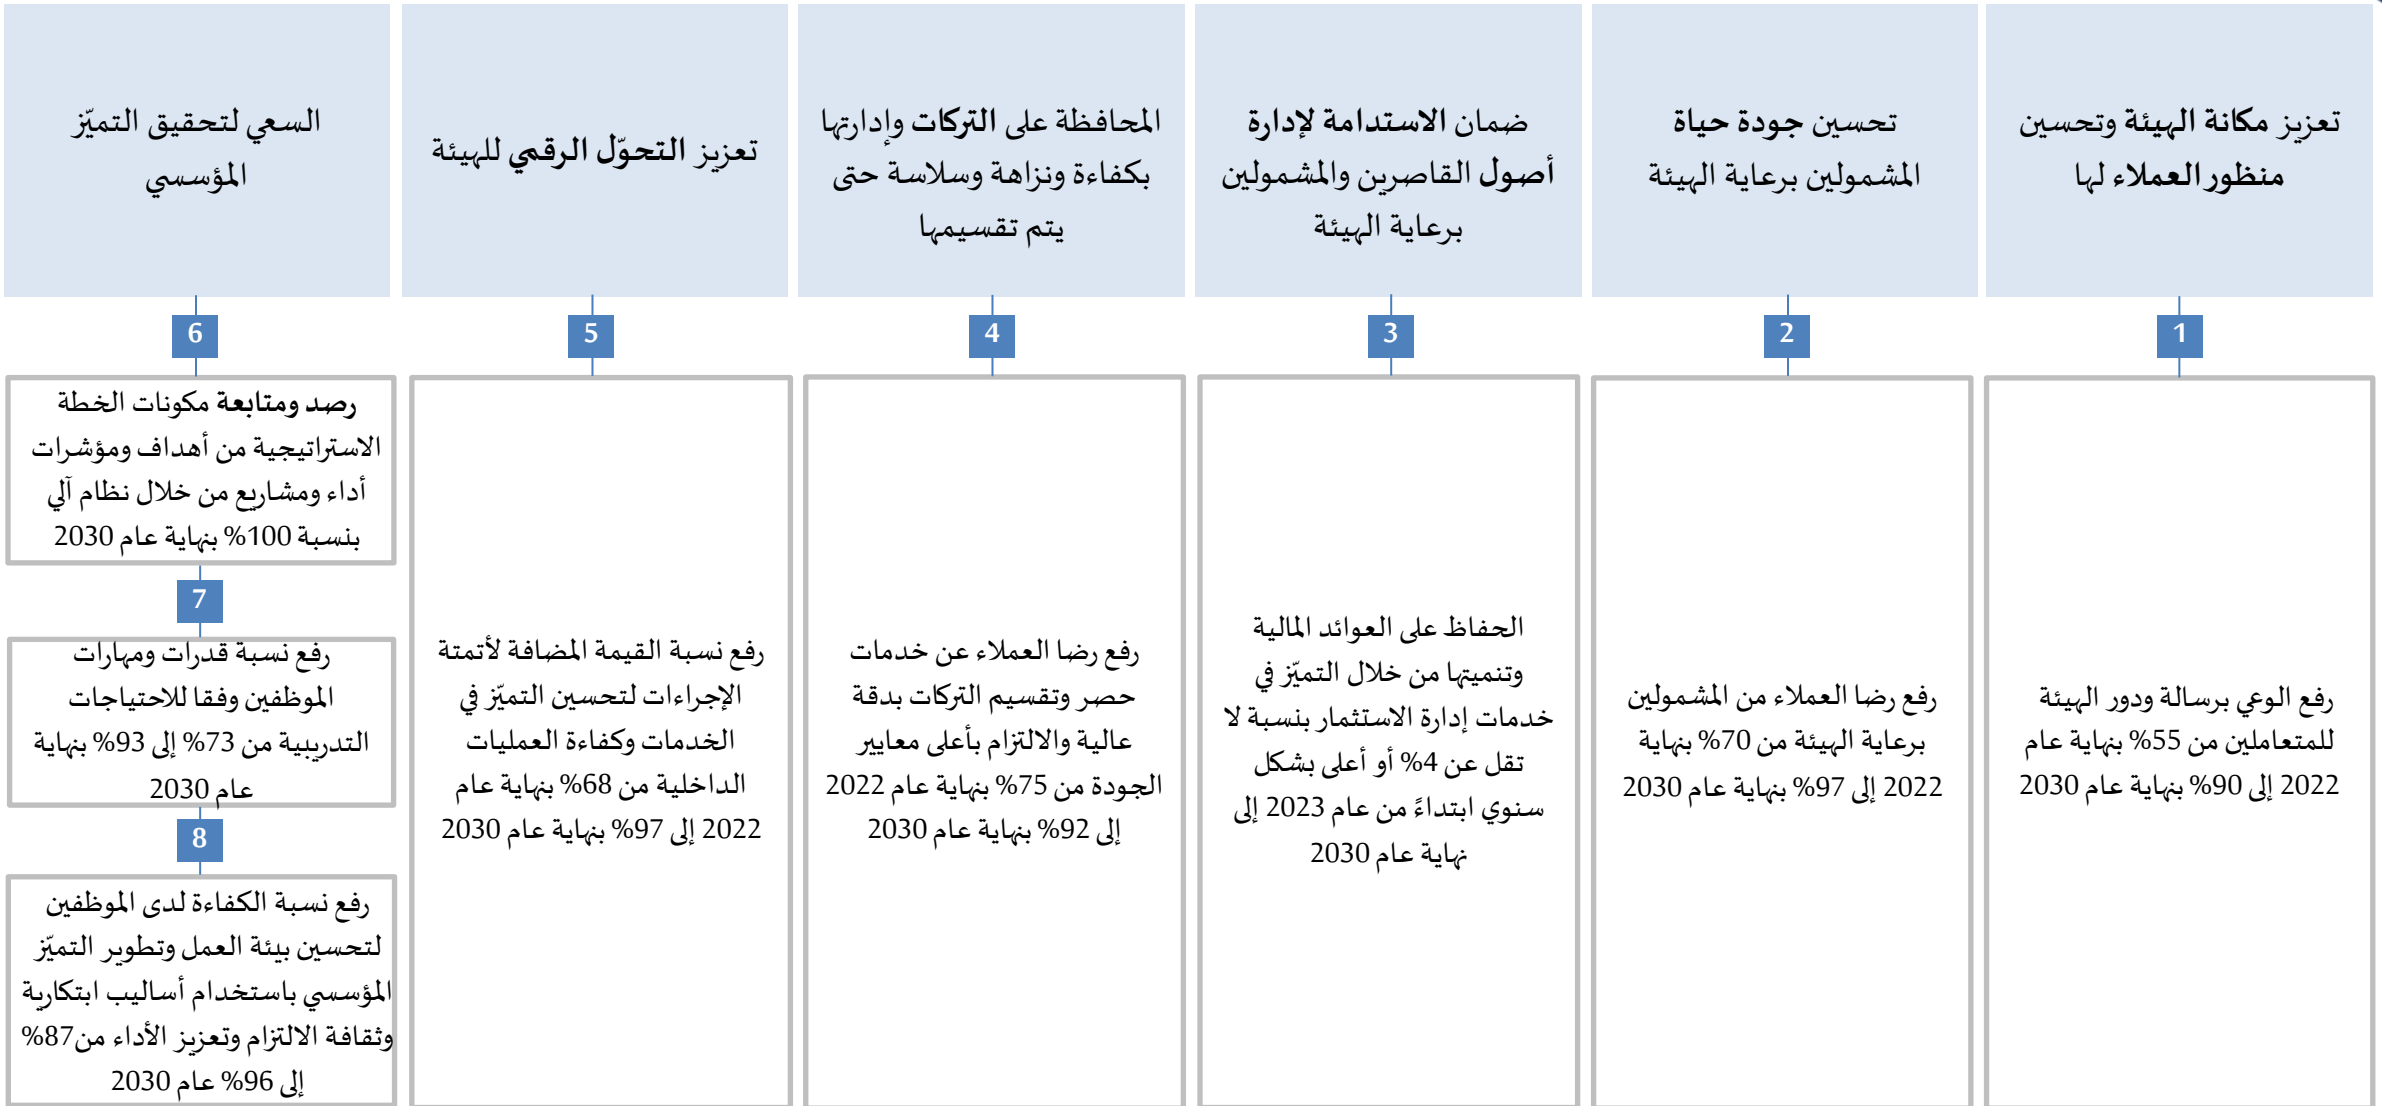 تعزيز مكانة الهيئة وتحسين
منظور العملاء لها
1
رفع الوعي برسالة ودور الهيئة
للمتعاملين من 55% بنهاية عام
2022 إلى 90% بنهاية عام 2030
تحسين جودة حياة
المشمولين برعاية الهيئة
2
رفع رضا العملاء من المشمولين
برعاية الهيئة من 70% بنهاية
2022 إلى 97% بنهاية عام 2030
ضمان الاستدامة لإدارة
أصول القاصرين والمشمولين
برعاية الهيئة
3
الحفاظ على العوائد المالية
وتنميتها من خلال التميّز في
خدمات إدارة الاستثمار بنسبة لا
تقل عن 4% أو أعلى بشكل
سنوي ابتداءً من عام 2023 إلى
نهاية عام 2030
المحافظة على التركات وإدارتها
بكفاءة ونزاهة وسلاسة حتى
يتم تقسيمها
4
رفع رضا العملاء عن خدمات
حصر وتقسيم التركات بدقة
عالية والالتزام بأعلى معايير
الجودة من 75% بنهاية عام 2022
إلى 92% بنهاية عام 2030
تعزيز التحوّل الرقمي للهيئة
5
رفع نسبة القيمة المضافة لأتمتة
الإجراءات لتحسين التميّز في
الخدمات وكفاءة العمليات
الداخلية من 68% بنهاية عام
2022 إلى 97% بنهاية عام 2030
السعي لتحقيق التميّز
المؤسسي
6
رصد ومتابعة مكونات الخطة
الاستراتيجية من أهداف ومؤشرات
أداء ومشاريع من خلال نظام آلي
بنسبة 100% بنهاية عام 2030
7
رفع نسبة قدرات ومهارات
الموظفين وفقا للاحتياجات
التدريبية من 73% إلى 93% بنهاية
عام 2030
8
رفع نسبة الكفاءة لدى الموظفين
لتحسين بيئة العمل وتطوير التميّز
المؤسسي باستخدام أساليب ابتكارية
وثقافة الالتزام وتعزيز الأداء من87%
إلى 96% عام 2030